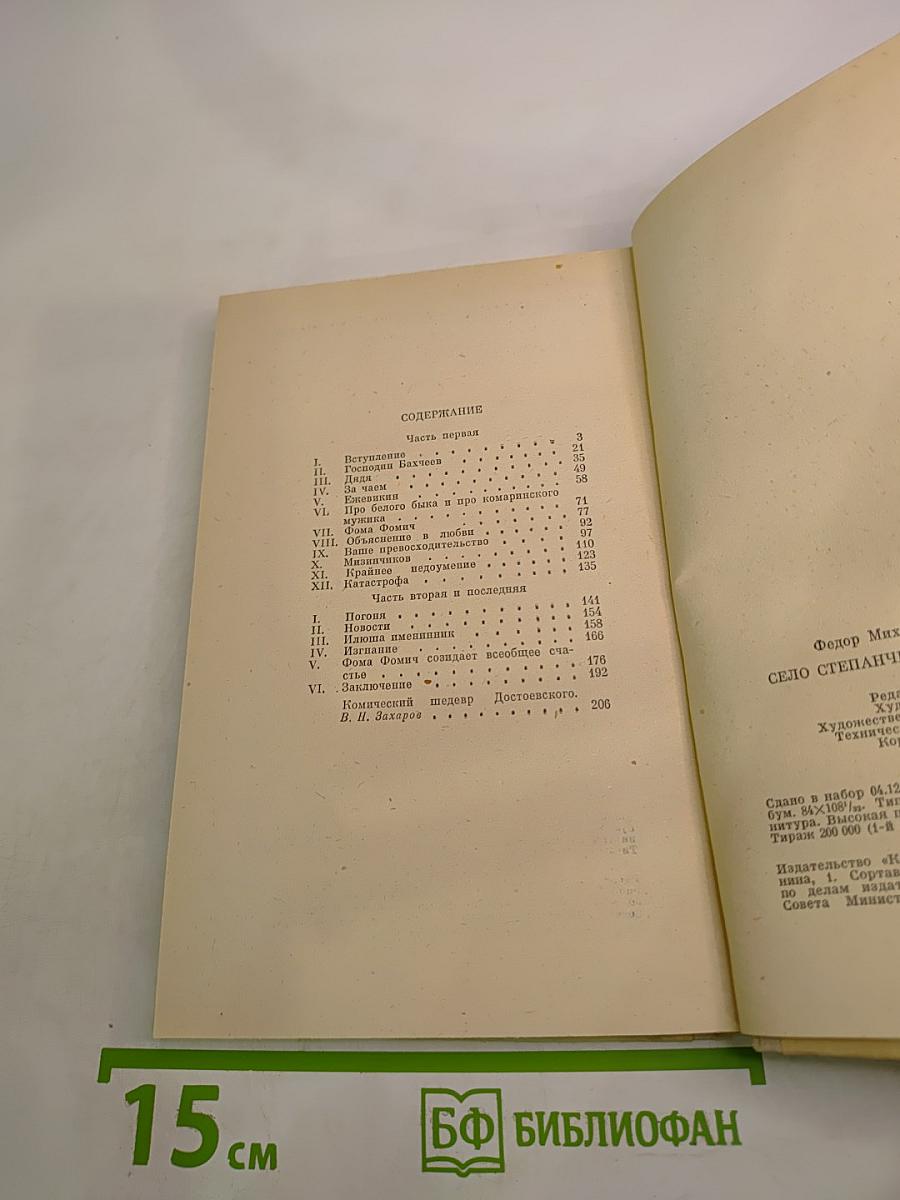 СОДЕРЖАНИЕ
Часть первая
I. Вступление . . . . . . . . . 3
II. Господин Бахчеев . . . . . . 21
III. Дядя . . . . . . . . . . 35
IV. За чаем . . . . . . . . . 49
V. Ежевикин . . . . . . . . . 58
VI. Про белого быка и про комаринского
мужика . . . . . . . . . . 71
VII. Фома Фомич . . . . . . . . 77
VIII. Объяснение в любви . . . . . 92
IX. Ваше превосходительство . . . . 97
X. Мизинчиков . . . . . . . . 110
XI. Крайнее недоумение . . . . . . 123
XII. Катастрофа . . . . . . . . 135
Часть вторая и последняя
I. Погоня . . . . . . . . . . 141
II. Новости . . . . . . . . . 154
III. Илюша именинник . . . . . . 158
IV. Изгнание . . . . . . . . . 166
V. Фома Фомич созидает всеобщее сча-
стье . . . . . . . . . . . 176
VI. Заключение . . . . . . . . 192
Комический шедевр Достоевского.
В. Н. Захаров . . . . . . . . . 206
Федор Мих
СЕЛО СТЕПАНЧ
Реда
Худ
Художестве
Техничес
Кор
Сдано в набор 04.12
бум. 84×108¹/₃₂. Тип
нитура. Высокая п
Тираж 200 000 (1-й
Издательство «К
нина, 1. Сортав
по делам издат
Совета Минист
15 см
БФ БИБЛИОФАН